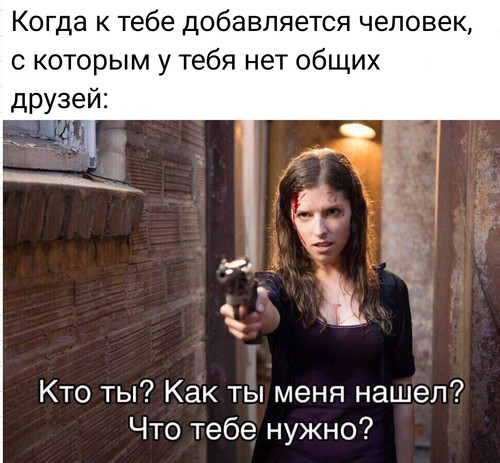 Когда к тебе добавляется человек,
с которым у тебя нет общих
друзей:
Кто ты? Как ты меня нашел?
Что тебе нужно?